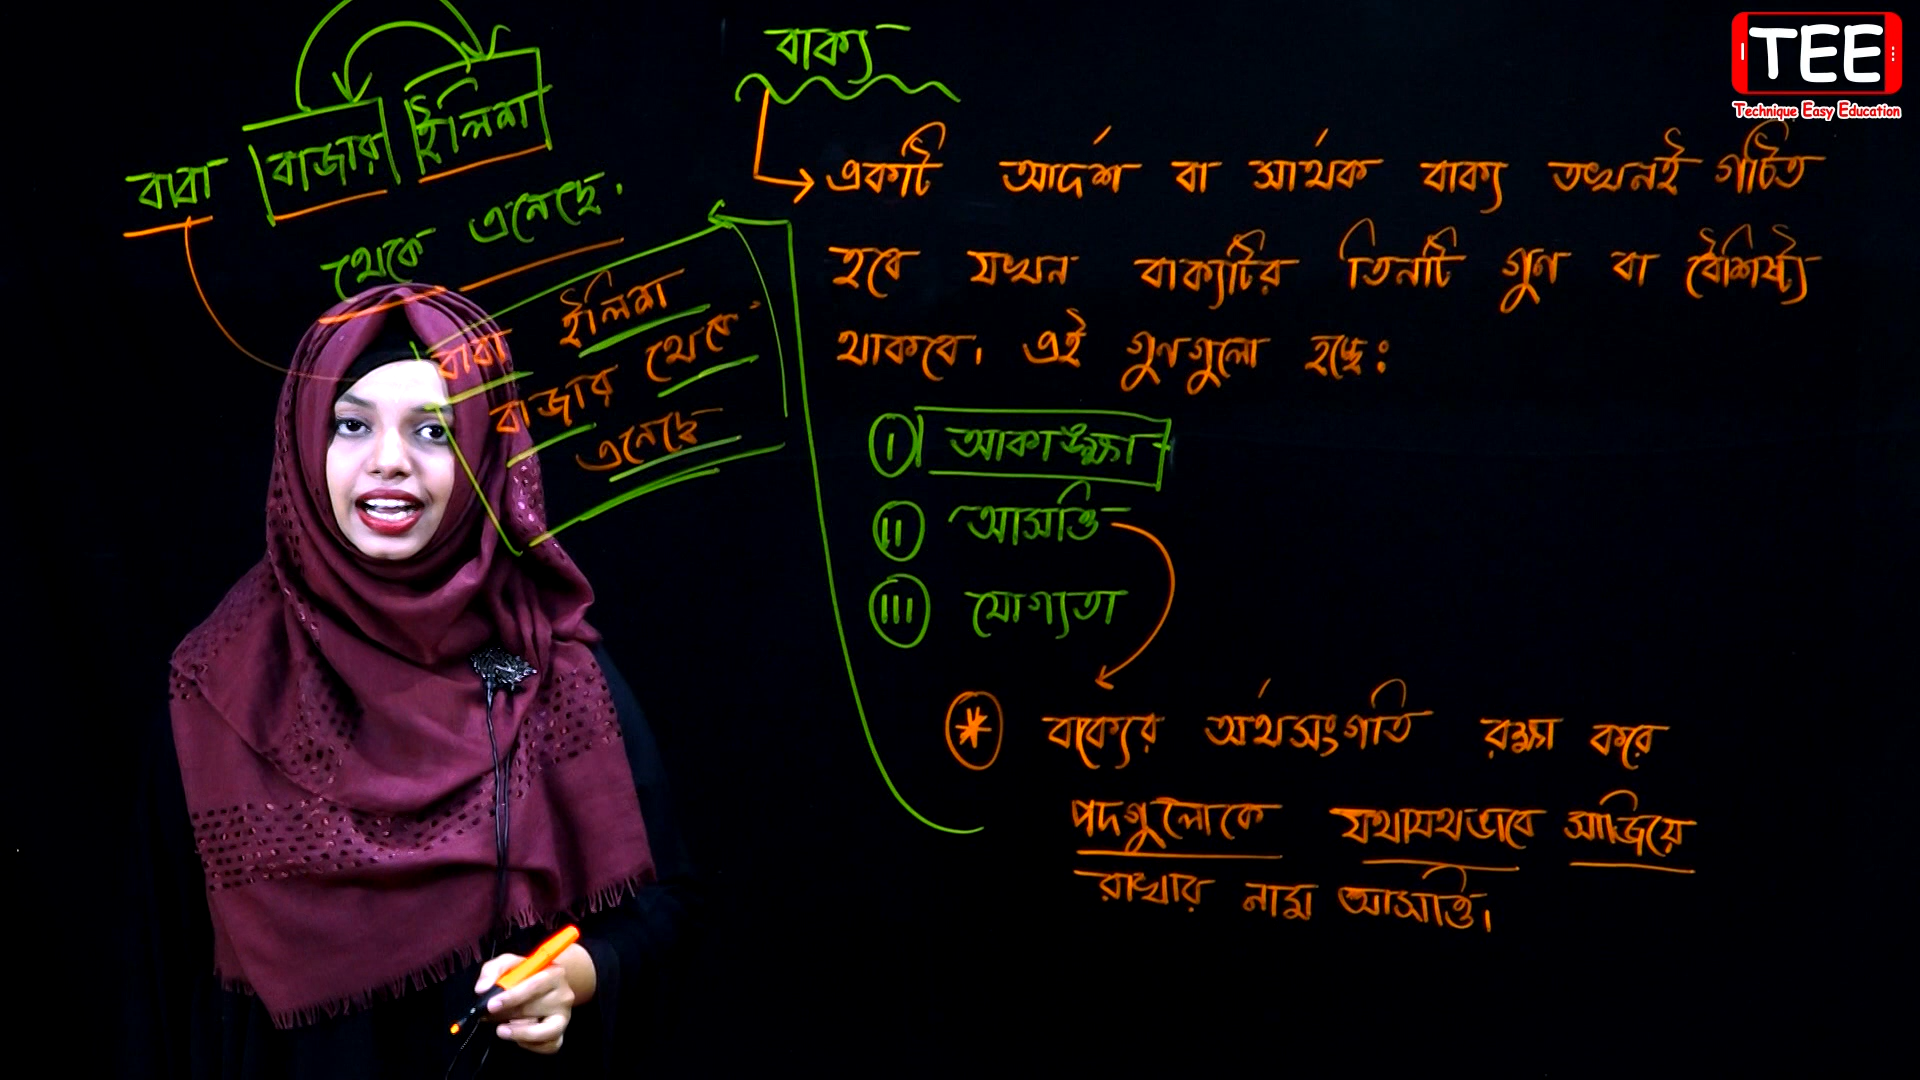 বাক্য
একটি আদর্শ বা সার্থক বাক্য তখনই গঠিত
হবে যখন বাক্যটির তিনটি গুণ বা বৈশিষ্ট্য
থাকবে। এই গুণগুলো হচ্ছে:
i আকাঙ্ক্ষা
ii আসত্তি
iii যোগ্যতা
* বাক্যের অর্থসংগতি রক্ষা করে
পদগুলোকে যথাযথভাবে সাজিয়ে
রাখার নাম আসত্তি।
বাবা বাজার ইলিশ
থেকে এনেছে.
বাবা ইলিশ
বাজার থেকে
এনেছে
TEE
Technique Easy Education